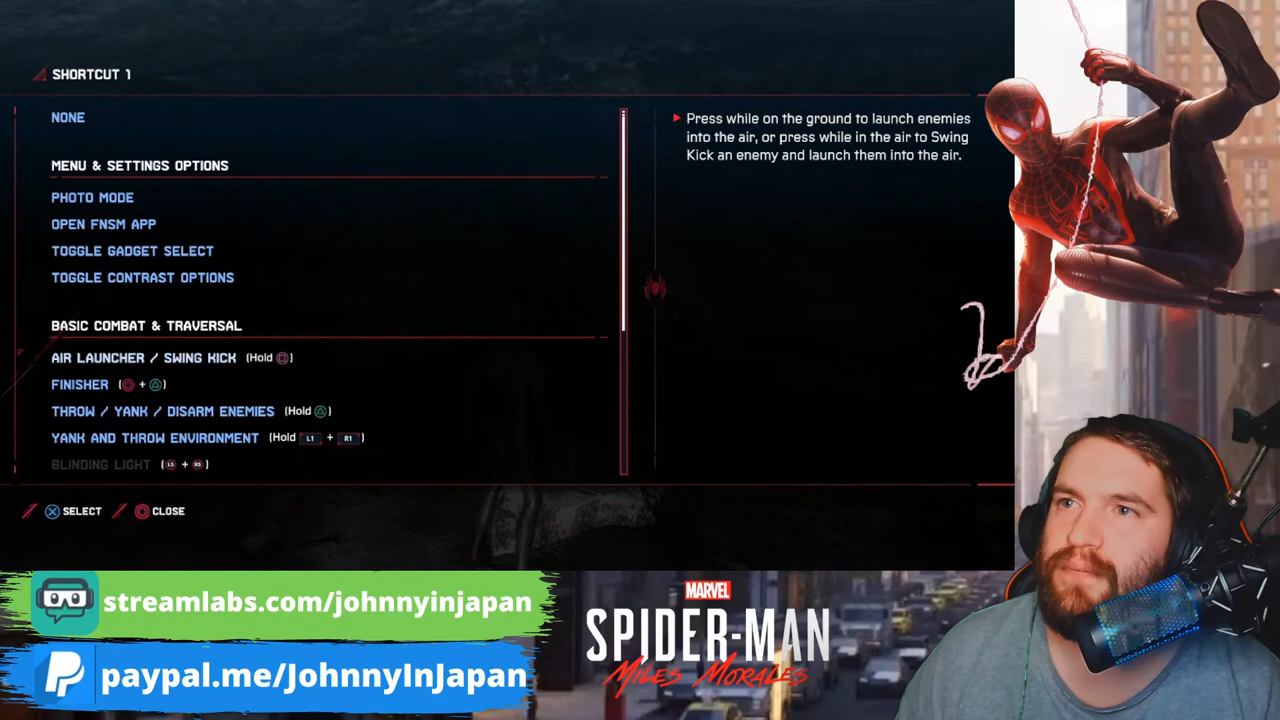 SHORTCUT 1
NONE
MENU & SETTINGS OPTIONS
PHOTO MODE
OPEN FNSM APP
TOGGLE GADGET SELECT
TOGGLE CONTRAST OPTIONS
BASIC COMBAT & TRAVERSAL
AIR LAUNCHER / SWING KICK (Hold )
FINISHER ( + )
THROW / YANK / DISARM ENEMIES (Hold )
YANK AND THROW ENVIRONMENT (Hold L1 + R1 )
BLINDING LIGHT (L3 + R3)
SELECT
CLOSE
Press while on the ground to launch enemies
into the air, or press while in the air to Swing
Kick an enemy and launch them into the air.
streamlabs.com/johnnyinjapan
paypal.me/JohnnyInJapan
MARVEL
SPIDER-MAN
MILES MORALES